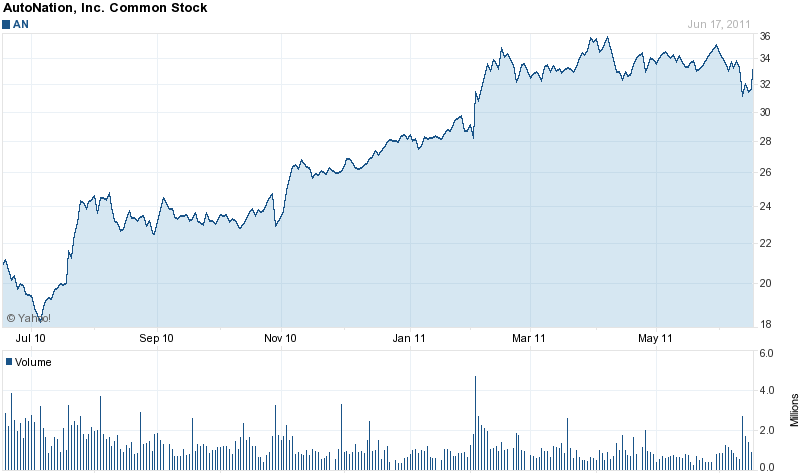 AutoNation, Inc. Common Stock
AN
Jun 17, 2011
36
34
32
30
28
26
24
22
20
18
© Yahoo!
Jul 10 Sep 10 Nov 10 Jan 11 Mar 11 May 11
Volume
6.0
4.0
2.0
0.0
Millions